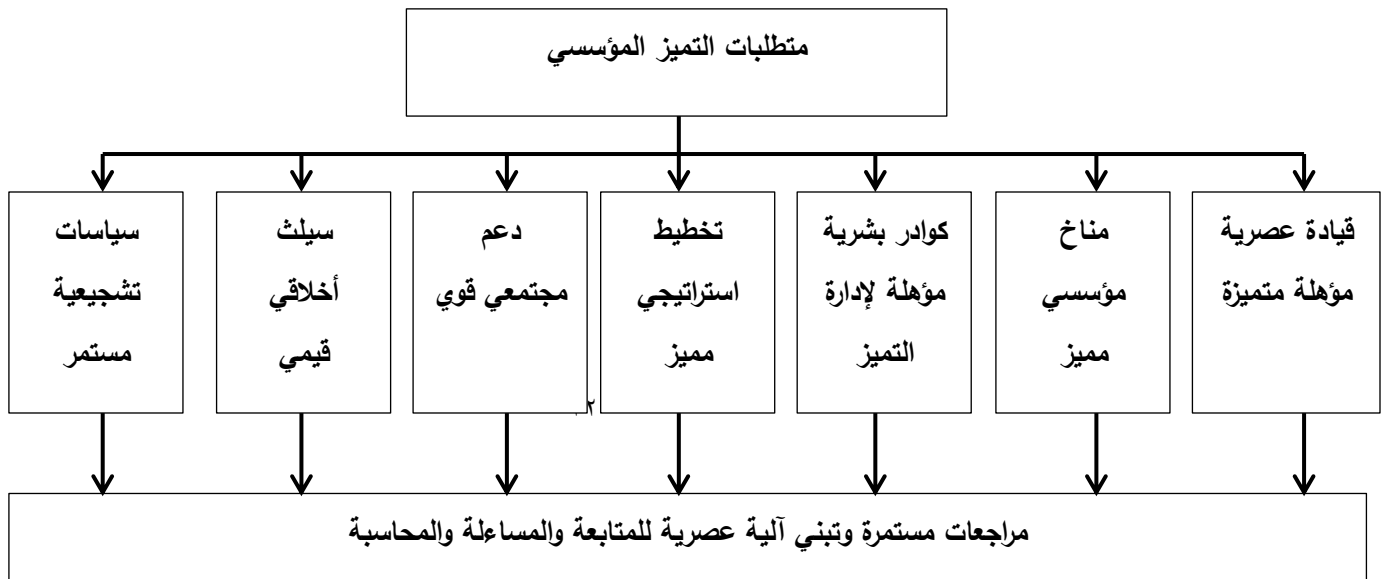 متطلبات التميز المؤسسي
قيادة عصرية
مؤهلة متميزة
مناخ
مؤسسي
مميز
كوادر بشرية
مؤهلة لإدارة
التميز
تخطيط
استراتيجي
مميز
دعم
مجتمعي قوي
سيلث
أخلاقي
قيمي
سياسات
تشجيعية
مستمر
مراجعات مستمرة وتبني آلية عصرية للمتابعة والمساءلة والمحاسبة